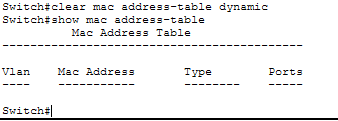 Switch#clear mac address-table dynamic
Switch#show mac address-table
          Mac Address Table
-------------------------------------------

Vlan    Mac Address       Type        Ports
----    -----------       --------    -----

Switch#